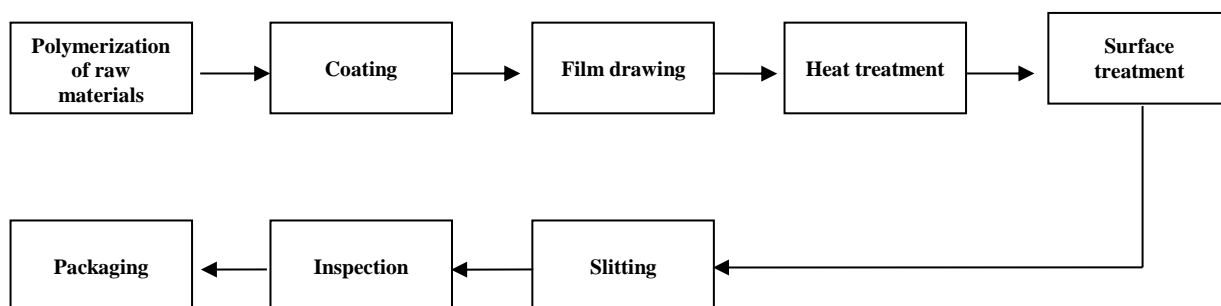 Polymerization
of raw
materials
Coating
Film drawing
Heat treatment
Surface
treatment
Slitting
Inspection
Packaging